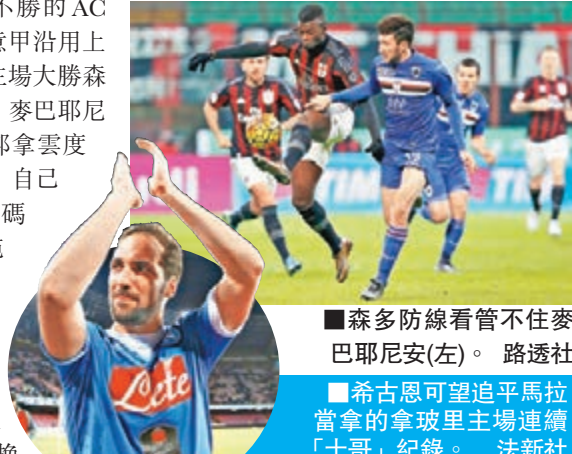 不勝的 AC
意甲沿用上
主場大勝森
麥巴耶尼
耶拿雲度
自己
碼
Lete
■森多防線看管不住麥
巴耶尼安(左)。 路透社
■希古恩可望追平馬拉
當拿的拿玻里主場連續
「士哥」紀錄。 法新社